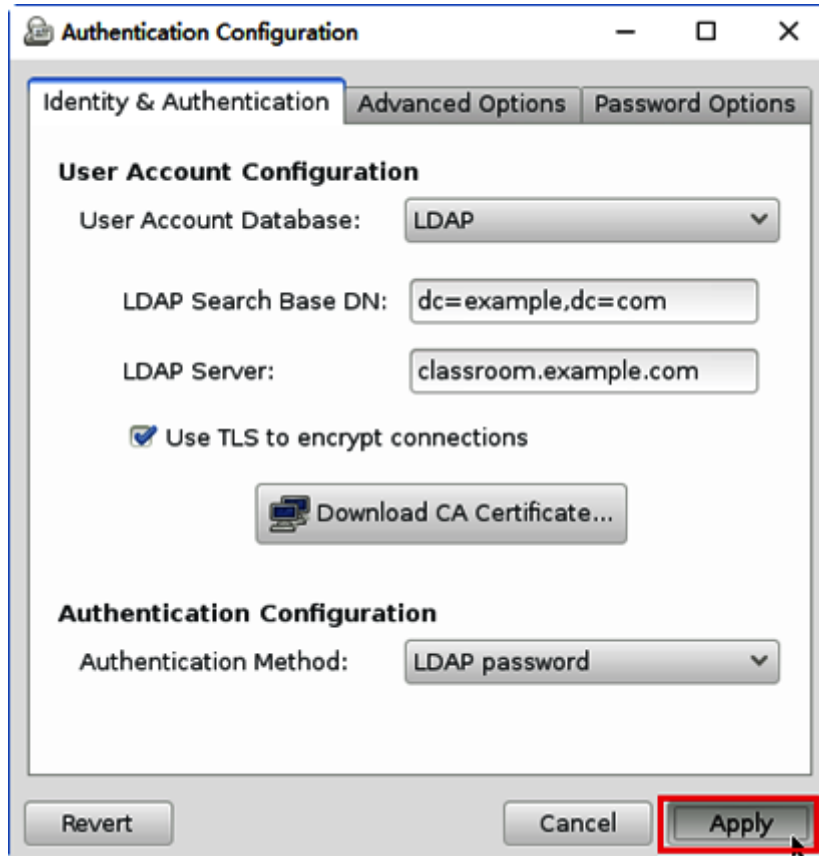 Authentication Configuration
Identity & Authentication Advanced Options Password Options
User Account Configuration
User Account Database: LDAP
LDAP Search Base DN: dc=example,dc=com
LDAP Server: classroom.example.com
Use TLS to encrypt connections
Download CA Certificate...
Authentication Configuration
Authentication Method: LDAP password
Revert Cancel Apply